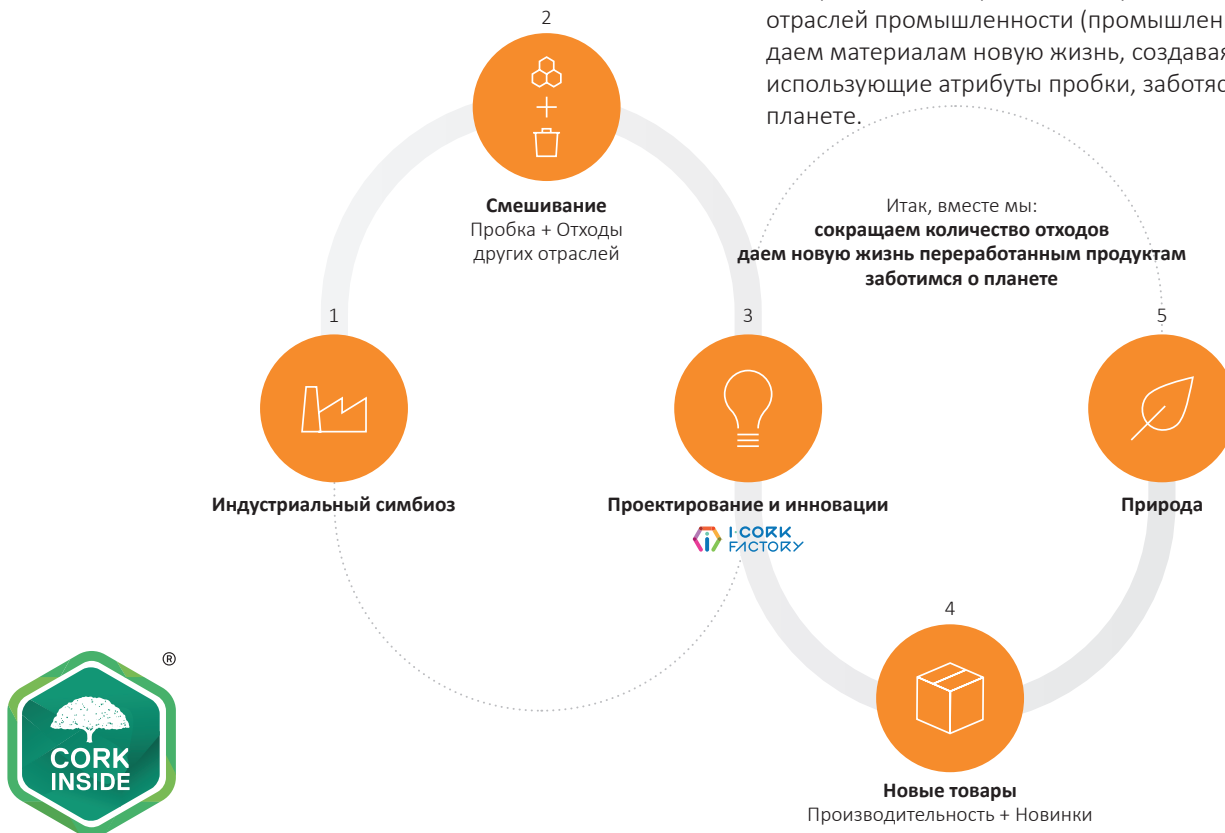 отраслей промышленности
даем материалам новую жизнь, создавая
использующие атрибуты пробки,
планете.
2
Смешивание
Пробка + Отходы
других отраслей
Итак, вместе мы:
сокращаем количество отходов
даем новую жизнь переработанным продуктам
заботимся о планете
1
Индустриальный симбиоз
3
Проектирование и инновации
I·CORK
FACTORY
5
Природа
4
Новые товары
Производительность + Новинки
®
CORK
INSIDE